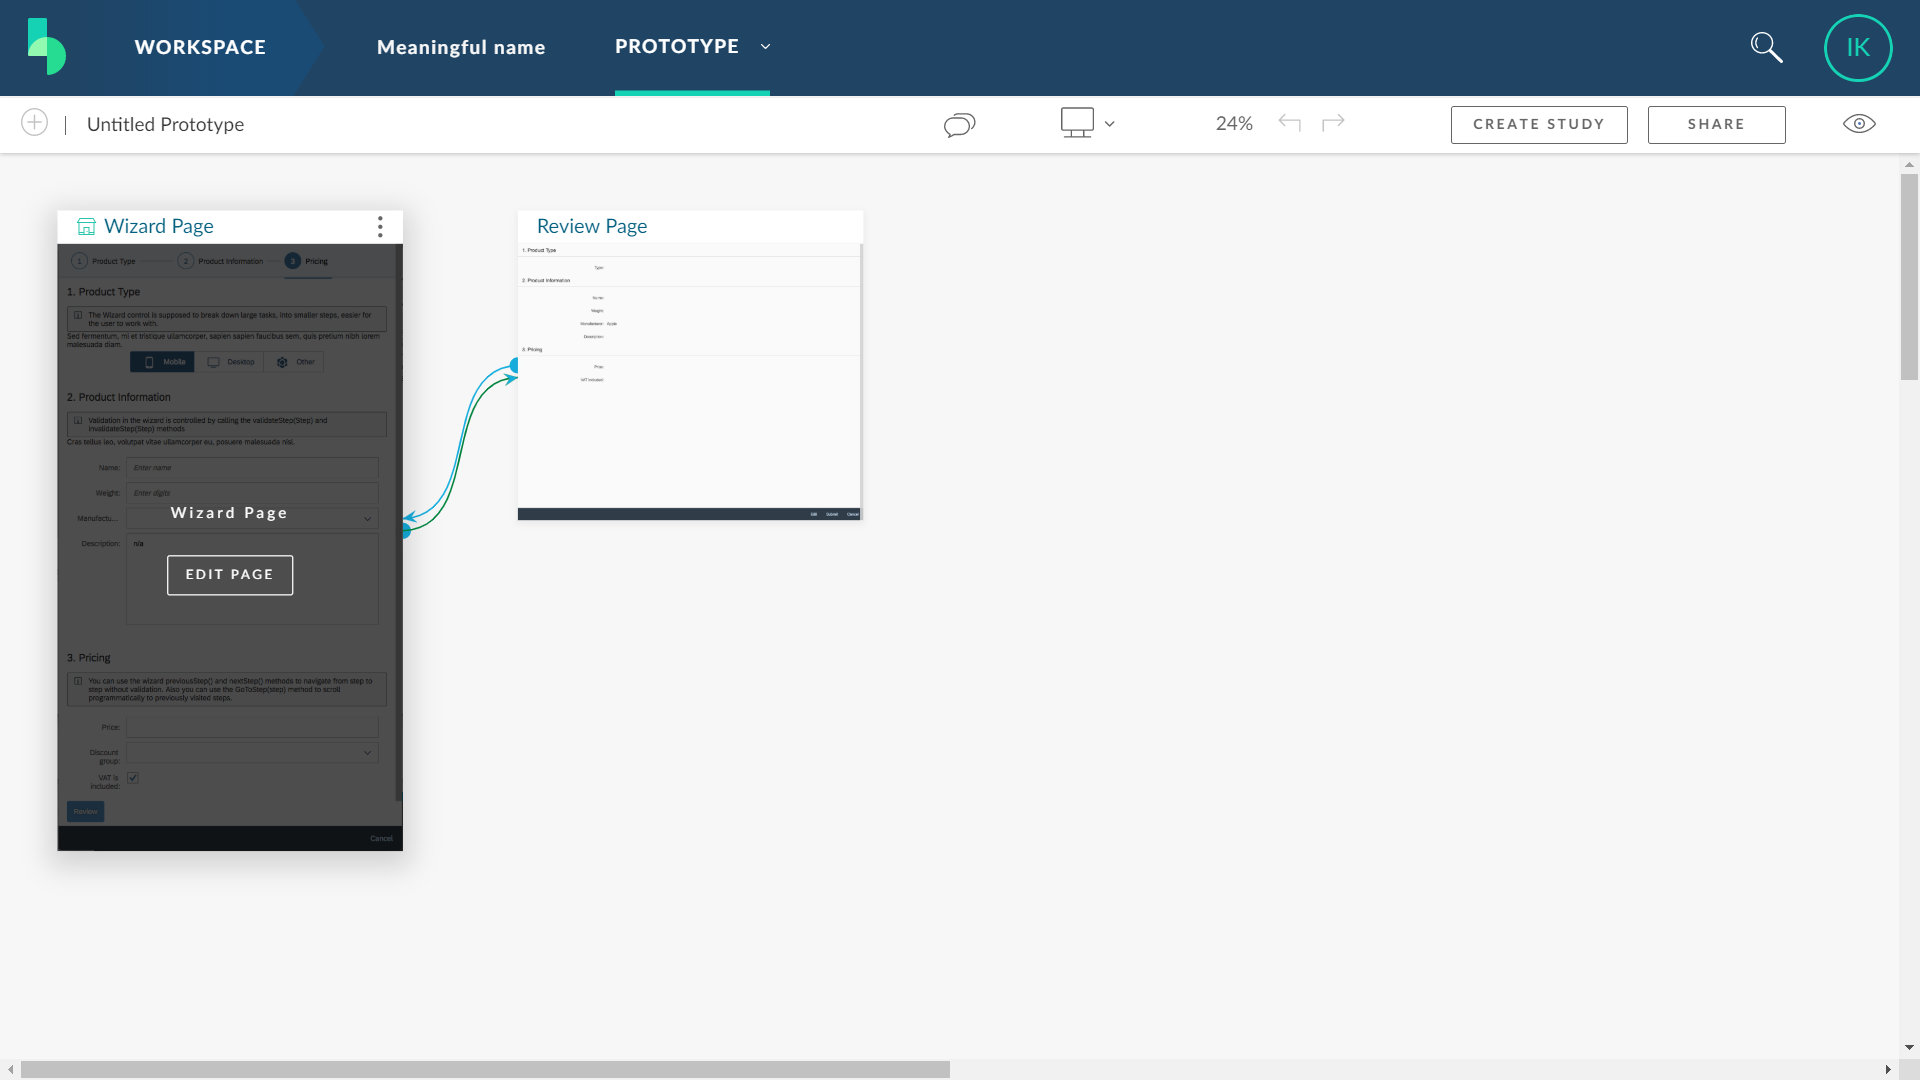 WORKSPACE
Meaningful name
PROTOTYPE
IK
Untitled Prototype
24%
CREATE STUDY
SHARE
Wizard Page
1 Product Type
2 Product Information
3 Pricing
1. Product Type
The Wizard control is supposed to break down large tasks, into smaller steps, easier for
the user to work with.
Sed fermentum, mi et tristique ullamcorper, sapien sapien faucibus sem, quis pretium nibh lorem
malesuada diam.
Mobile
Desktop
Other
2. Product Information
Validation in the wizard is controlled by calling the validateStep(Step) and
invalidateStep(Step) methods
Cras tellus leo, volutpat vitae ullamcorper eu, posuere malesuada nisl.
Name: Enter name
Weight: Enter digits
Manufactu...
Wizard Page
Description: n/a
EDIT PAGE
3. Pricing
You can use the wizard previousStep() and nextStep() methods to navigate from step to
step without validation. Also you can use the GoToStep(step) method to scroll
programmatically to previously visited steps.
Price:
Discount
group:
VAT is
included:
Review
Cancel
Review Page
1. Product Type
Type:
2. Product Information
Name:
Weight:
Manufacturer: Apple
Description:
3. Pricing
Price:
VAT Included:
Edit
Submit
Cancel